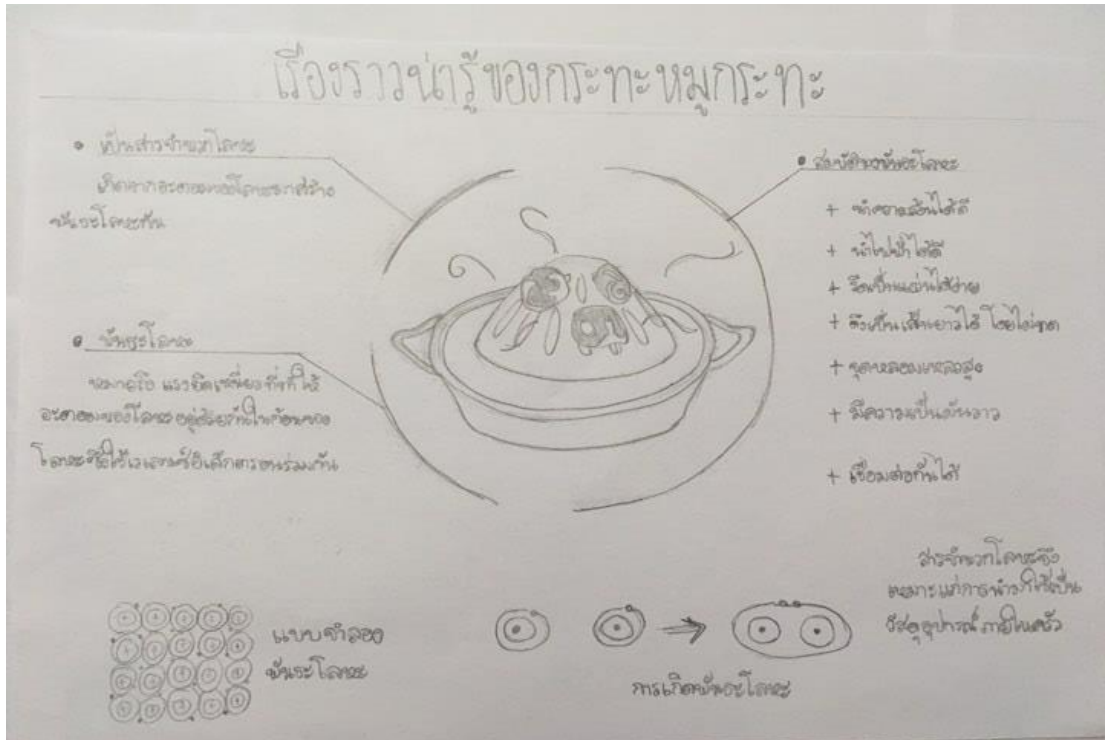 เรื่องราวน่ารู้ของกระทะหมูกระทะ
• เป็นสารจำพวกโลหะ
เกิดจากอะตอมของโลหะมาสร้าง
พันธะโลหะกัน
• พันธะโลหะ
หมายถึง แรงยึดเหนี่ยวที่ทำให้
อะตอมของโลหะอยู่ด้วยกันในก้อนของ
โลหะซึ่งใช้เวเลนซ์อิเล็กตรอนร่วมกัน
• สมบัติของพันธะโลหะ
+ นำความร้อนได้ดี
+ นำไฟฟ้าได้ดี
+ รีดเป็นแผ่นได้ง่าย
+ ดึงเป็นเส้นยาวได้ โดยไม่ขาด
+ จุดหลอมเหลวสูง
+ มีความเป็นมันวาว
+ เชื่อมต่อกันได้
สารจำพวกโลหะจึง
เหมาะแก่การนำมาใช้เป็น
วัสดุอุปกรณ์ภายในครัว
แบบจำลอง
พันธะโลหะ
การเกิดพันธะโลหะ